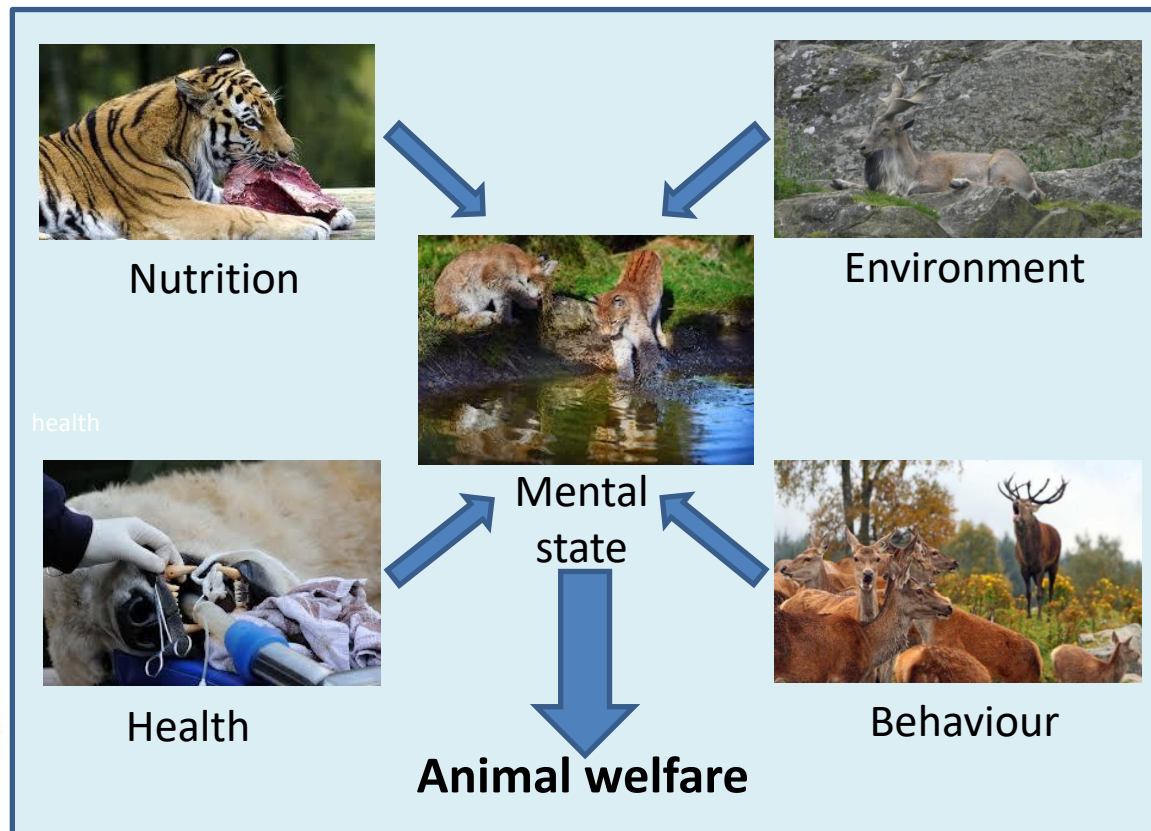 Nutrition
Environment
health
Mental
state
Health
Behaviour
Animal welfare